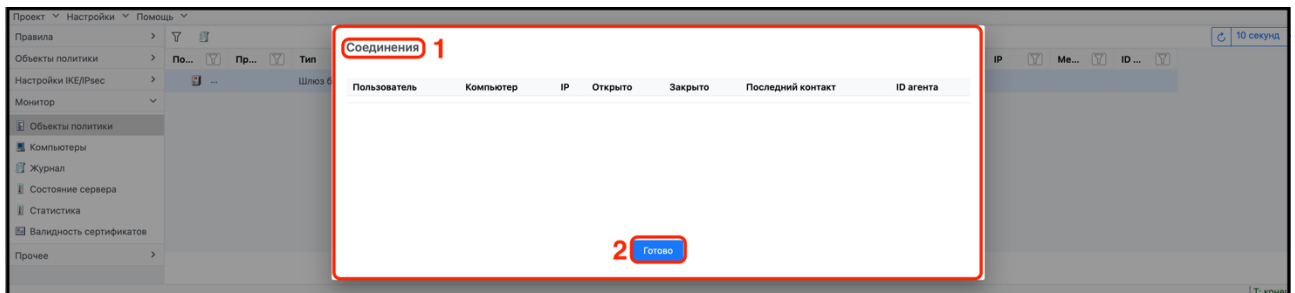 Проект Настройки Помощь
Правила
10 секунд
Соединения 1
Объекты политики
По... Пр... Тип IP Ме... ID ...
Настройки IKE/IPsec
... Шлюз б
Пользователь Компьютер IP Открыто Закрыто Последний контакт ID агента
Монитор
Объекты политики
Компьютеры
Журнал
Состояние сервера
Статистика
Валидность сертификатов
2 Готово
Прочее